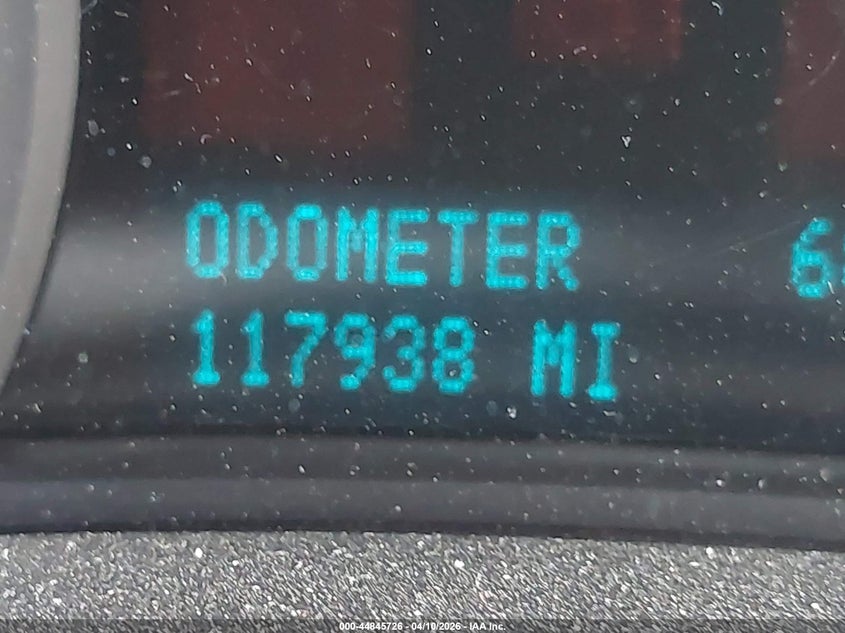 ODOMETER
117938 MI
000-44845726 - 04/10/2026 - IAA Inc.